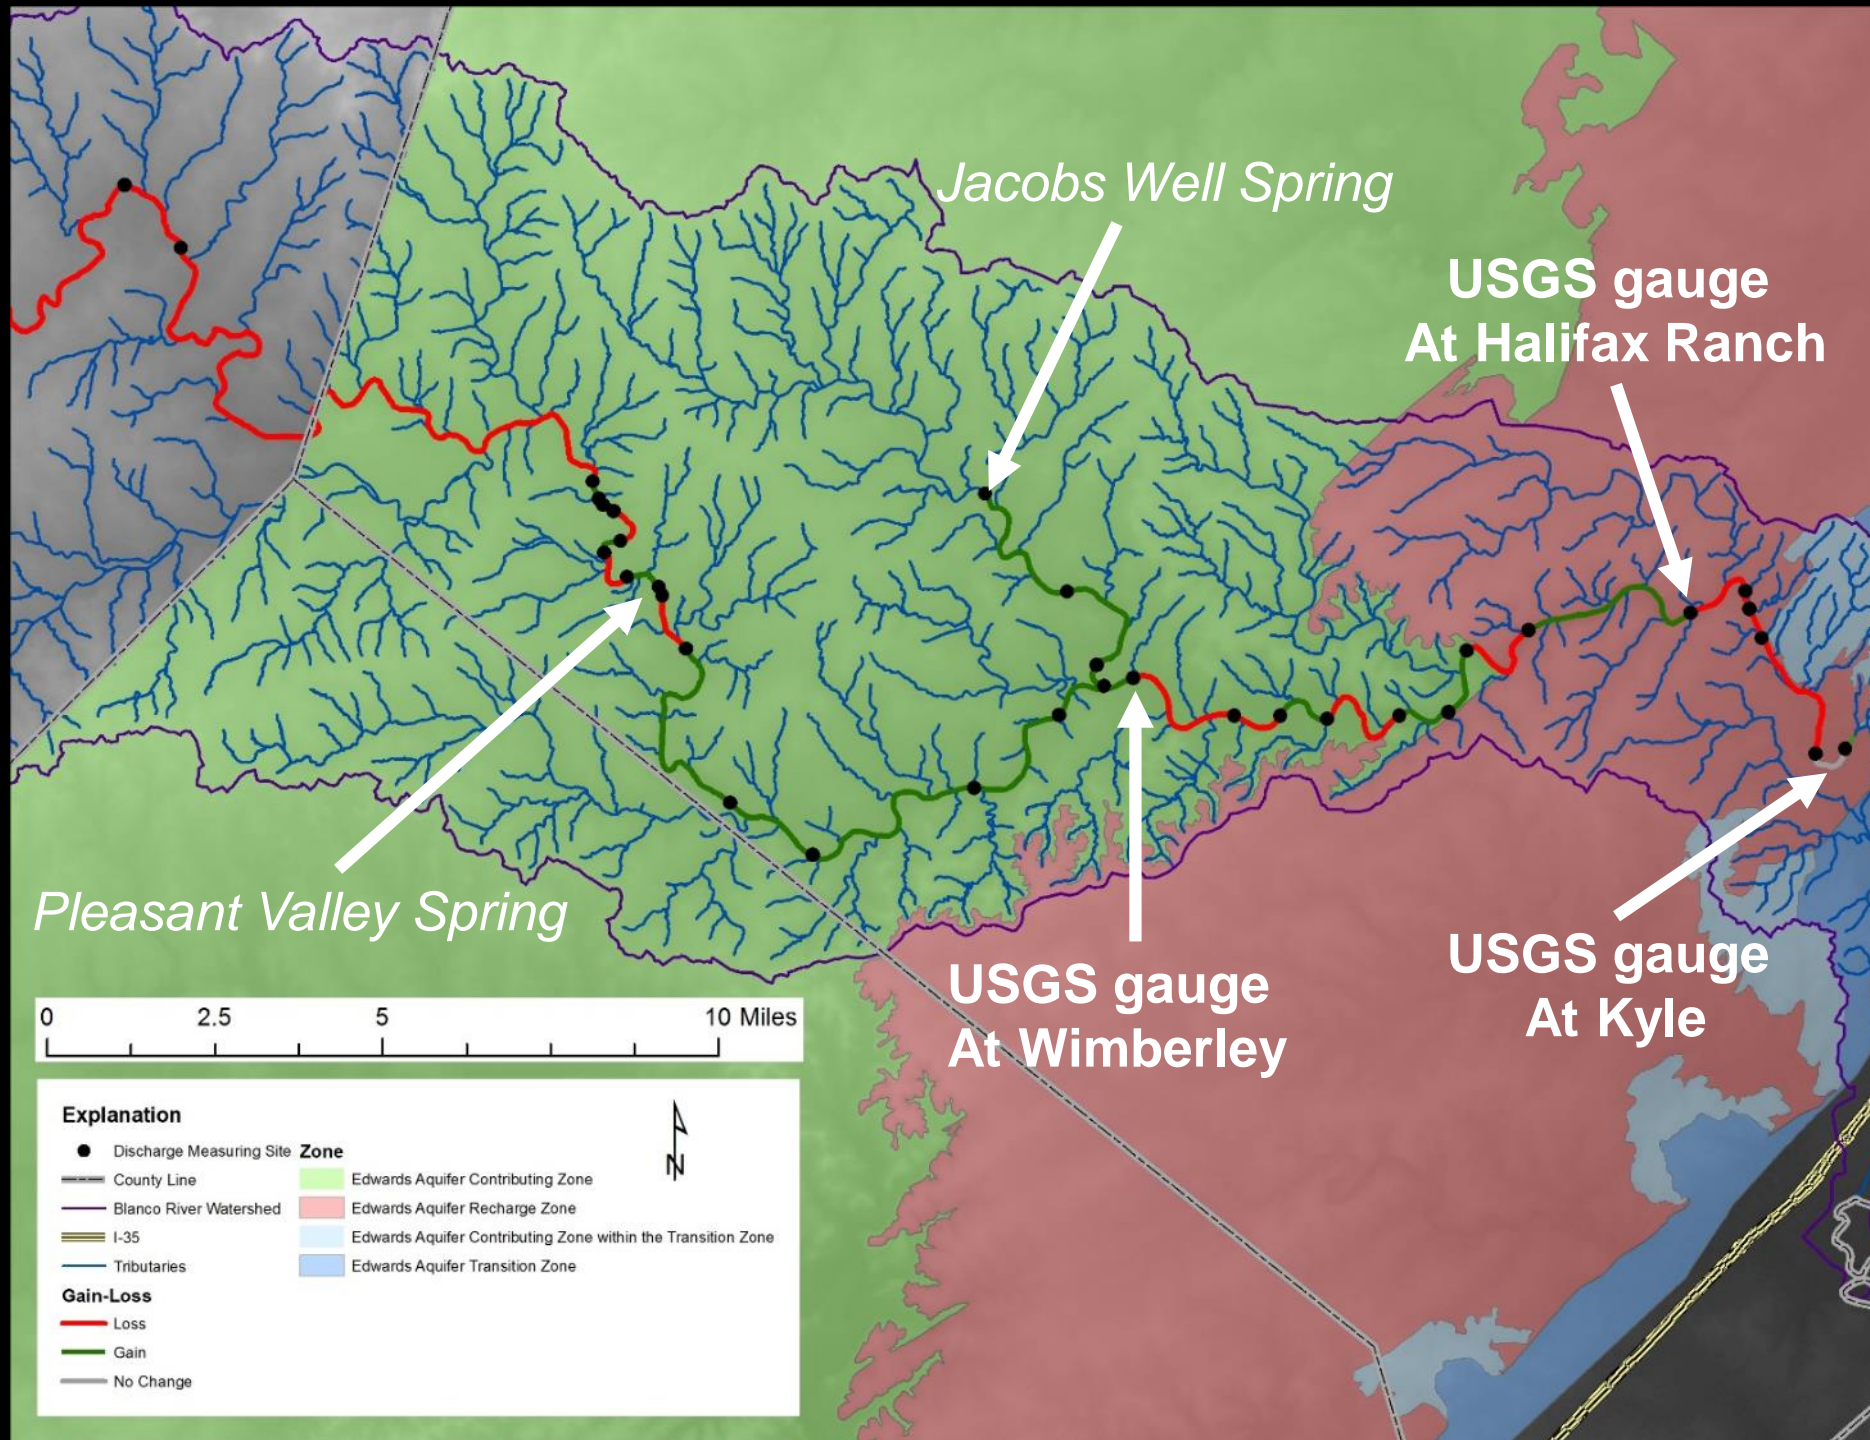 Jacobs Well Spring
USGS gauge
At Halifax Ranch
Pleasant Valley Spring
USGS gauge
At Wimberley
USGS gauge
At Kyle
0 2.5 5 10 Miles
Explanation
Discharge Measuring Site
County Line
Blanco River Watershed
I-35
Tributaries
Gain-Loss
Loss
Gain
No Change
Zone
Edwards Aquifer Contributing Zone
Edwards Aquifer Recharge Zone
Edwards Aquifer Contributing Zone within the Transition Zone
Edwards Aquifer Transition Zone
N